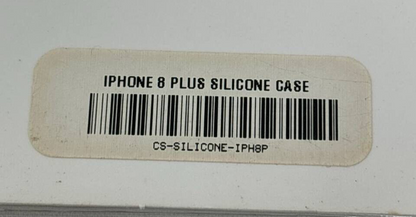 IPHONE 8 PLUS SILICONE CASE
CS-SILICONE-IPH8P